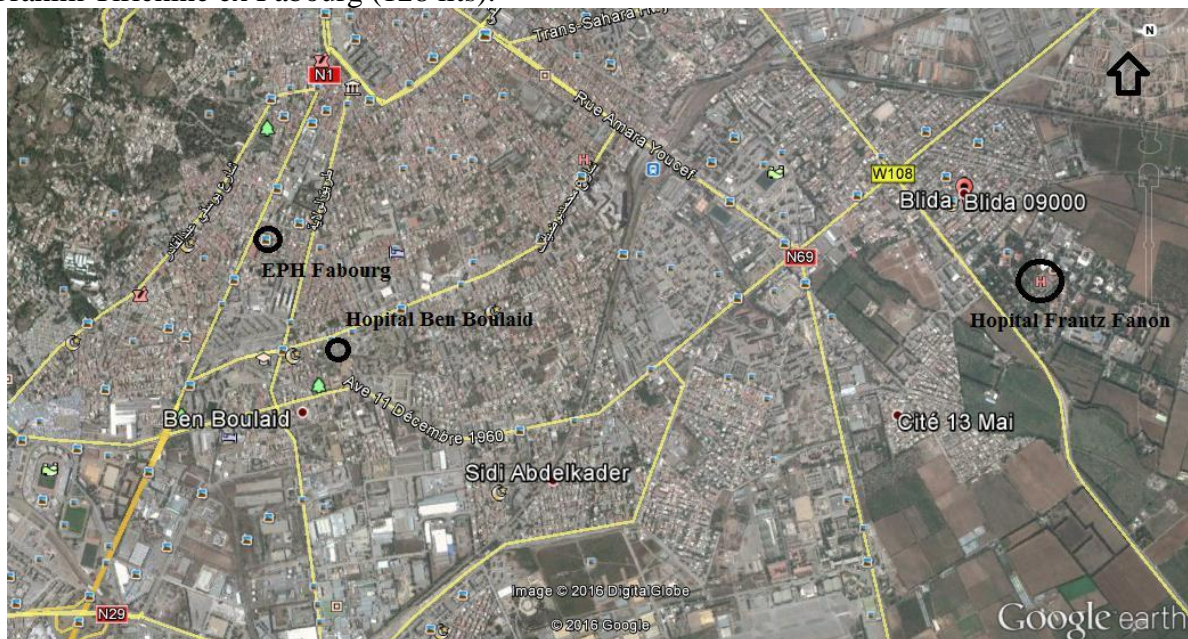 Trans-Sahara H
N
N1
Rue Amara Youcef
W108
Blida, Blida 09000
EPH Fabourg
N69
H
H
Hopital Ben Boulaid
Hopital Frantz Fanon
Ben Boulaid
Ave 11 Décembre 1960
Cité 13 Mai
Sidi Abdelkader
Image © 2016 DigitalGlobe
© 2016 Google
Google earth
N29